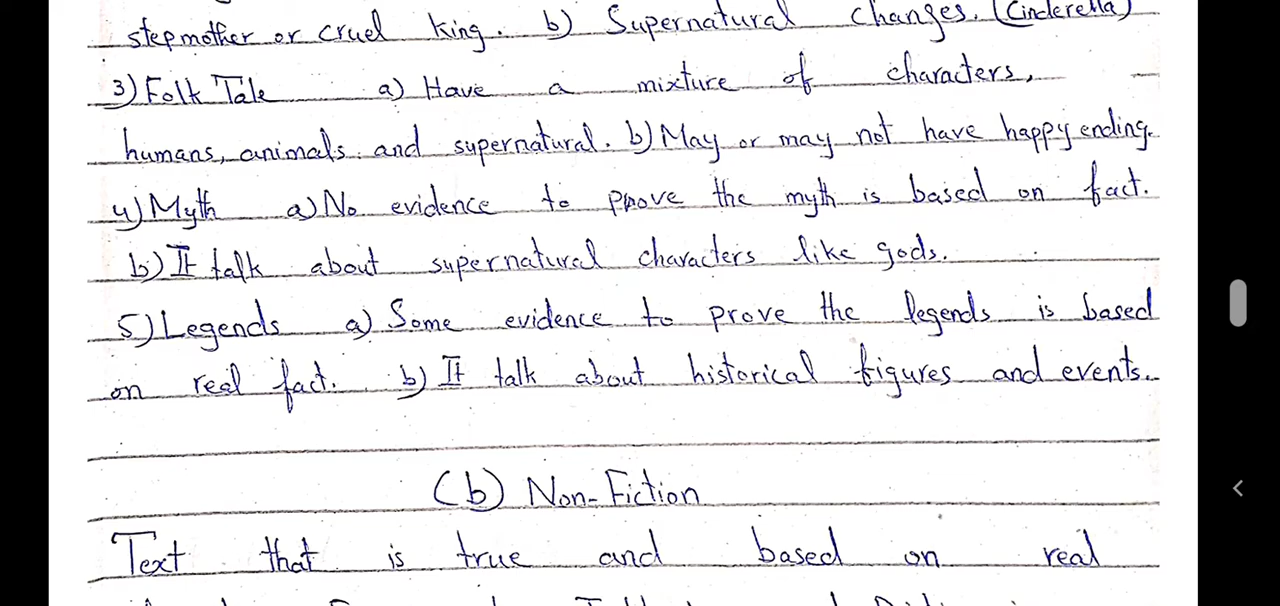 stepmother or cruel king. b) Supernatural changes. (Cinderella)
3) Folk Tale a) Have a mixture of characters,
humans, animals and supernatural. b) May or may not have happy ending.
4) Myth a) No evidence to prove the myth is based on fact.
b) It talk about supernatural characters like gods.
5) Legends a) Some evidence to prove the legends is based
on real fact. b) It talk about historical figures and events.
(b) Non-Fiction
Text that is true and based on real